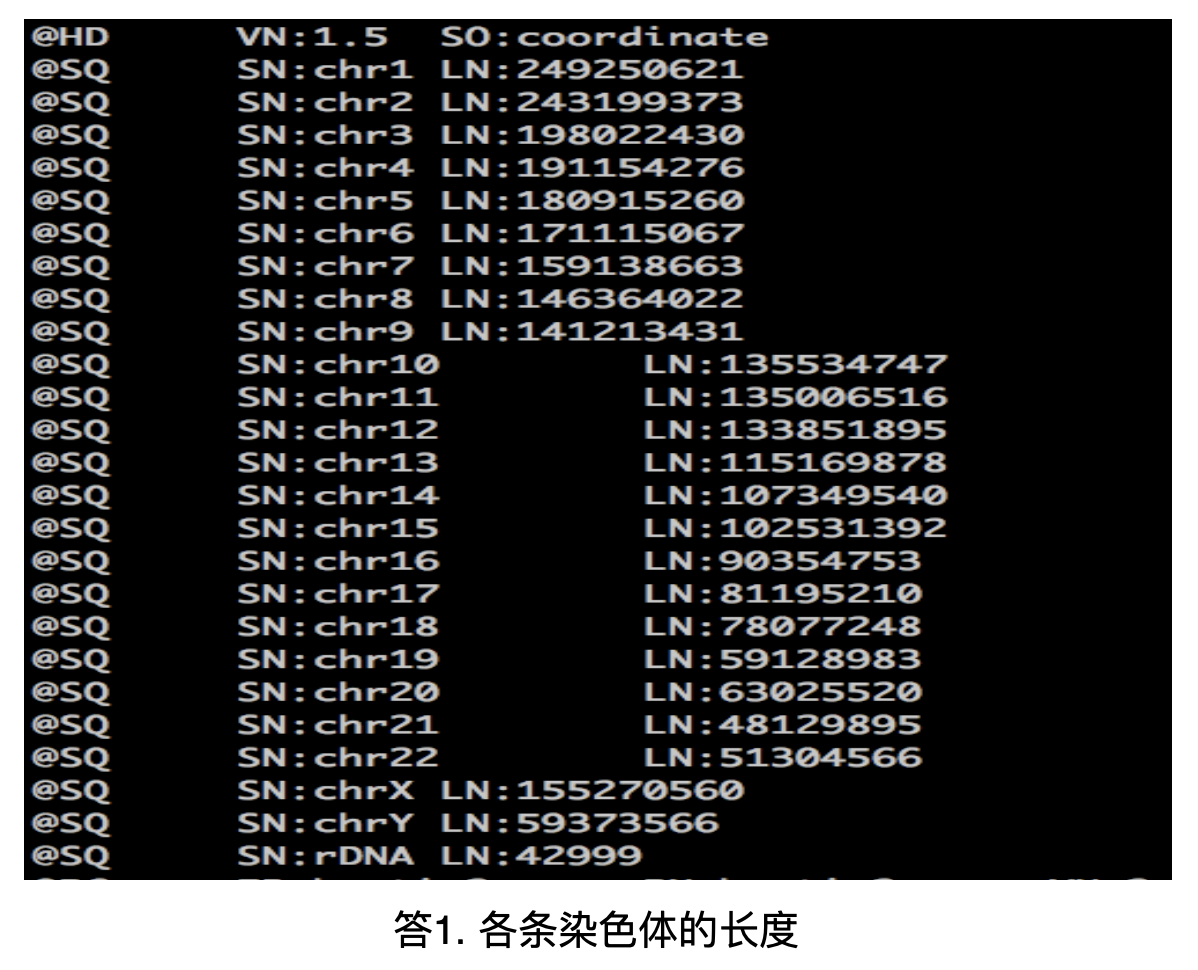 @HD VN:1.5 SO:coordinate
@SQ SN:chr1 LN:249250621
@SQ SN:chr2 LN:243199373
@SQ SN:chr3 LN:198022430
@SQ SN:chr4 LN:191154276
@SQ SN:chr5 LN:180915260
@SQ SN:chr6 LN:171115067
@SQ SN:chr7 LN:159138663
@SQ SN:chr8 LN:146364022
@SQ SN:chr9 LN:141213431
@SQ SN:chr10 LN:135534747
@SQ SN:chr11 LN:135006516
@SQ SN:chr12 LN:133851895
@SQ SN:chr13 LN:115169878
@SQ SN:chr14 LN:107349540
@SQ SN:chr15 LN:102531392
@SQ SN:chr16 LN:90354753
@SQ SN:chr17 LN:81195210
@SQ SN:chr18 LN:78077248
@SQ SN:chr19 LN:59128983
@SQ SN:chr20 LN:63025520
@SQ SN:chr21 LN:48129895
@SQ SN:chr22 LN:51304566
@SQ SN:chrX LN:155270560
@SQ SN:chrY LN:59373566
@SQ SN:rDNA LN:42999
答1. 各条染色体的长度